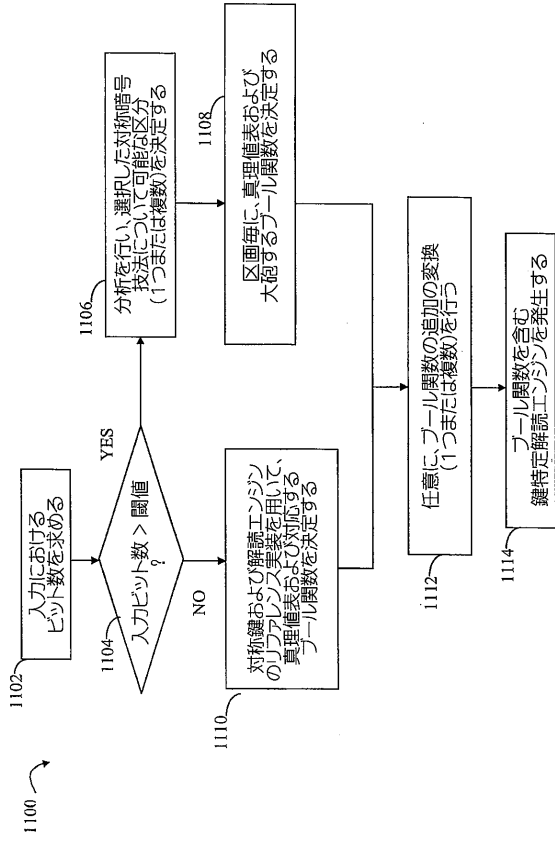 1100
1102
入力における
ビット数を求める
1104
入力ビット数 > 閾値
?
YES
NO
1106
分析を行い、選択した対称暗号
技法について可能な区分
(1つまたは複数)を決定する
1108
区画毎に、真理値表および
大砲するブール関数を決定する
1110
対称鍵および解読エンジン
のリファレンス実装を用いて、
真理値表および対応する
ブール関数を決定する
1112
任意に、ブール関数の追加の変換
(1つまたは複数)を行う
1114
ブール関数を含む
鍵特定解読エンジンを発生する